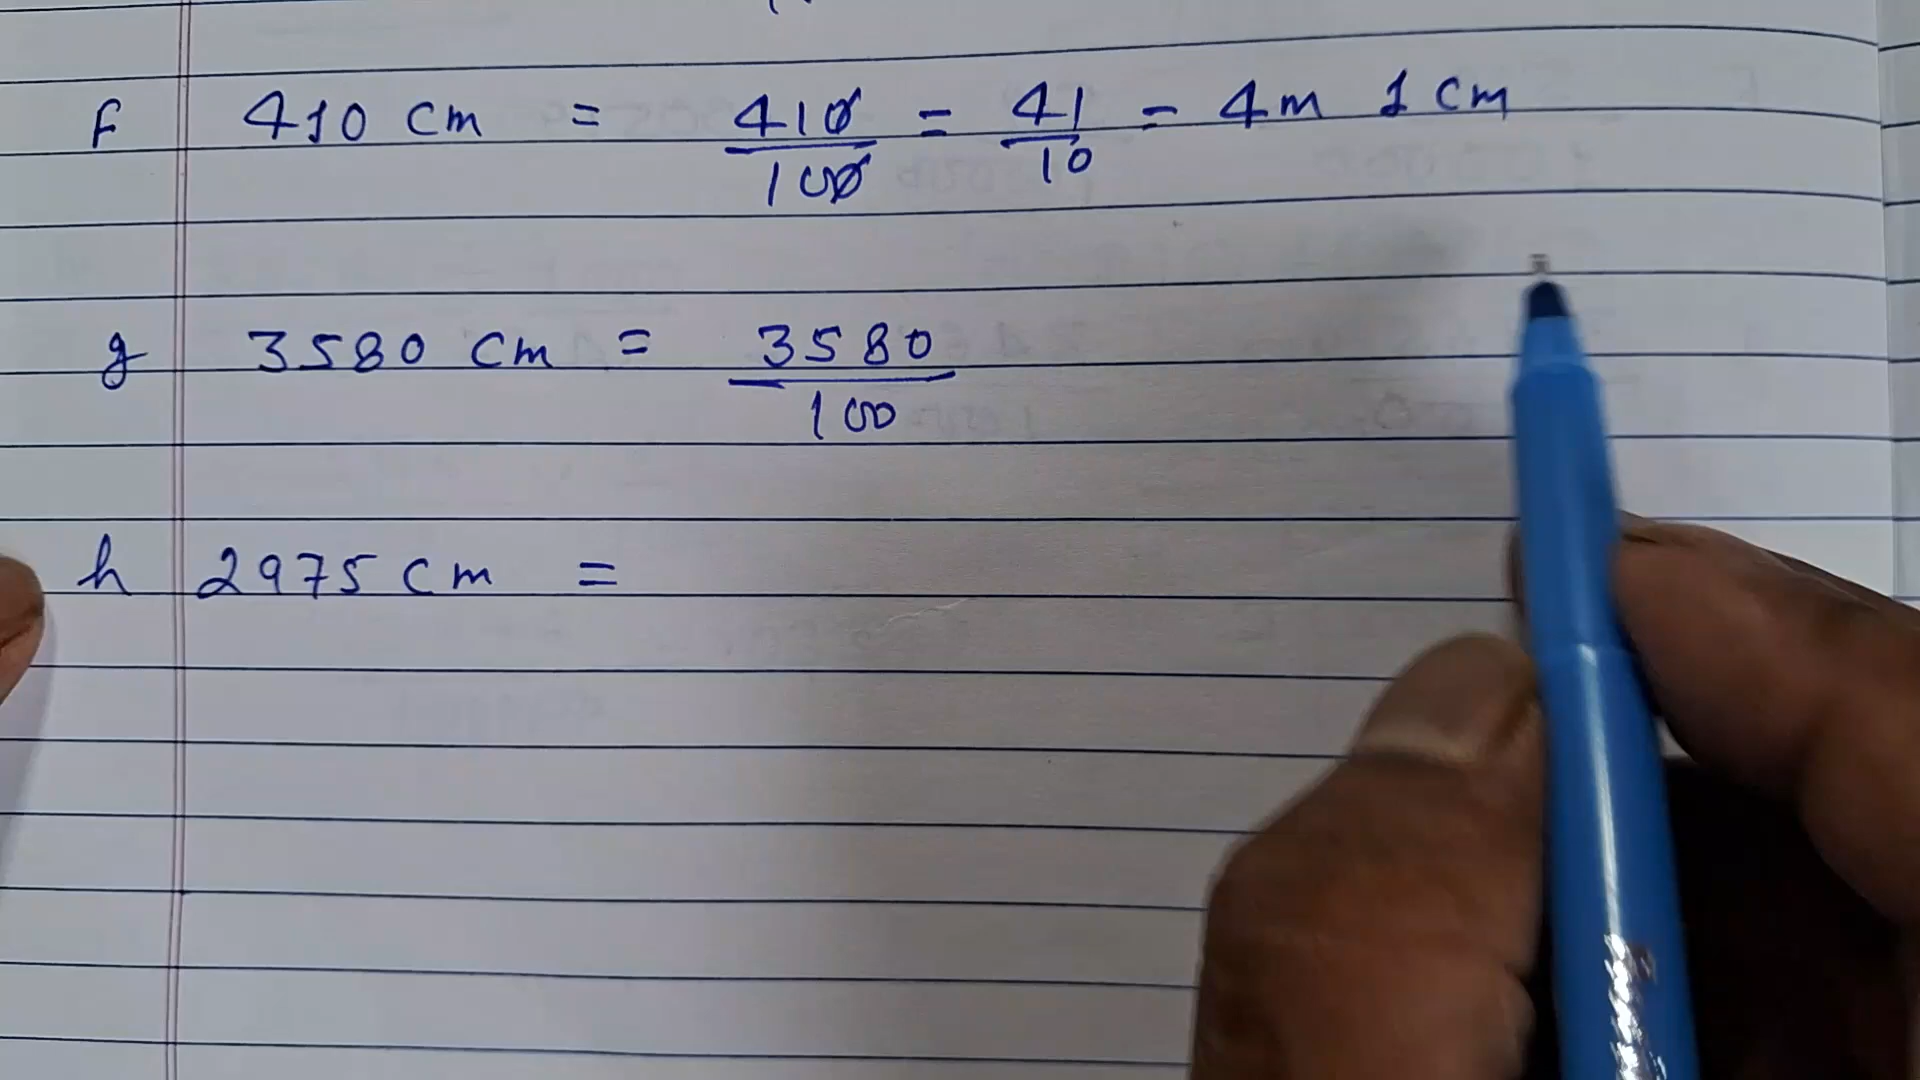 f 410 cm = 410/100 = 41/10 = 4m 1 cm
g 3580 cm = 3580/100
h 2975 cm =